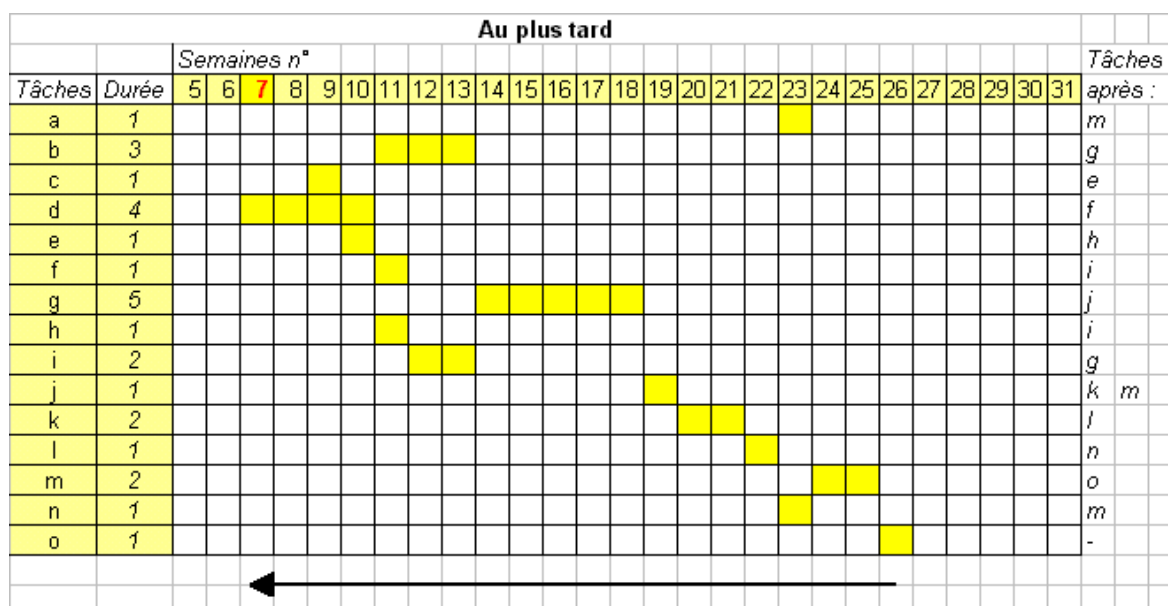 Au plus tard
Semaines n° Tâches
Tâches Durée 5 6 7 8 9 10 11 12 13 14 15 16 17 18 19 20 21 22 23 24 25 26 27 28 29 30 31 après :
a 1 m
b 3 g
c 1 e
d 4 f
e 1 h
f 1 i
g 5 j
h 1 i
i 2 g
j 1 k m
k 2 l
l 1 n
m 2 o
n 1 m
o 1 -